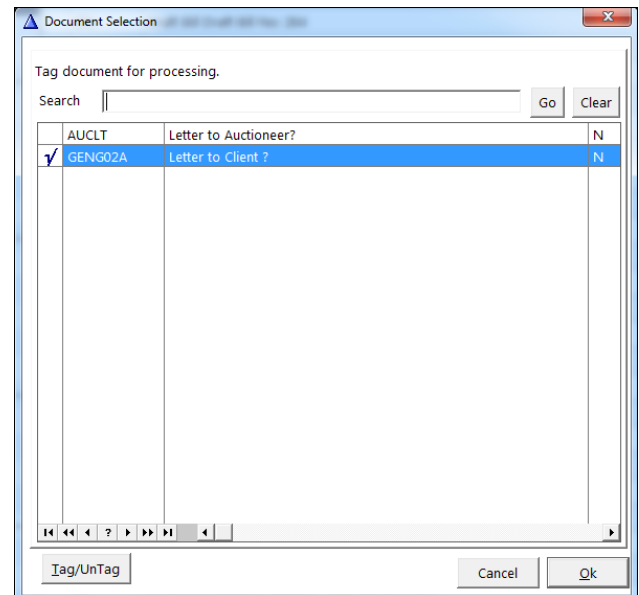 Document Selection
Tag document for processing.
Search Go Clear
AUCLT Letter to Auctioneer? N
√ GENG02A Letter to Client ? N
?
Tag/UnTag Cancel Ok